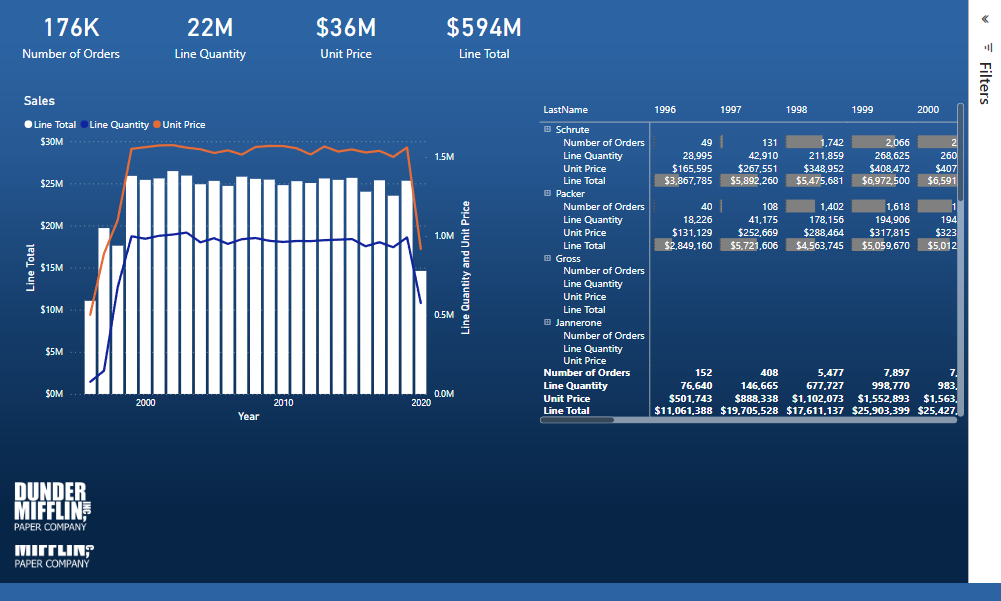 176K
Number of Orders
22M
Line Quantity
$36M
Unit Price
$594M
Line Total
Sales
Line Total Line Quantity Unit Price
$30M
$25M
$20M
$15M
$10M
$5M
$0M
Line Total
1.5M
1.0M
0.5M
0.0M
Line Quantity and Unit Price
2000 2010 2020
Year
LastName 1996 1997 1998 1999 2000
Schrute
Number of Orders 49 131 1,742 2,066 2
Line Quantity 28,995 42,910 211,859 268,625 260
Unit Price $165,595 $267,551 $348,952 $408,472 $407
Line Total $3,867,785 $5,892,260 $5,475,681 $6,972,500 $6,591
Packer
Number of Orders 40 108 1,402 1,618 1
Line Quantity 18,226 41,175 178,156 194,906 194
Unit Price $131,129 $252,669 $288,464 $317,815 $323
Line Total $2,849,160 $5,721,606 $4,563,745 $5,059,670 $5,012
Gross
Number of Orders
Line Quantity
Unit Price
Line Total
Jannerone
Number of Orders
Line Quantity
Unit Price
Number of Orders 152 408 5,477 7,897 7,
Line Quantity 76,640 146,665 677,727 998,770 983,
Unit Price $501,743 $888,338 $1,102,073 $1,552,893 $1,563,
Line Total $11,061,388 $19,705,528 $17,611,137 $25,903,399 $25,427,
DUNDER
MIFFLIN, INC
PAPER COMPANY
MIFFLIN,
PAPER COMPANY
Filters